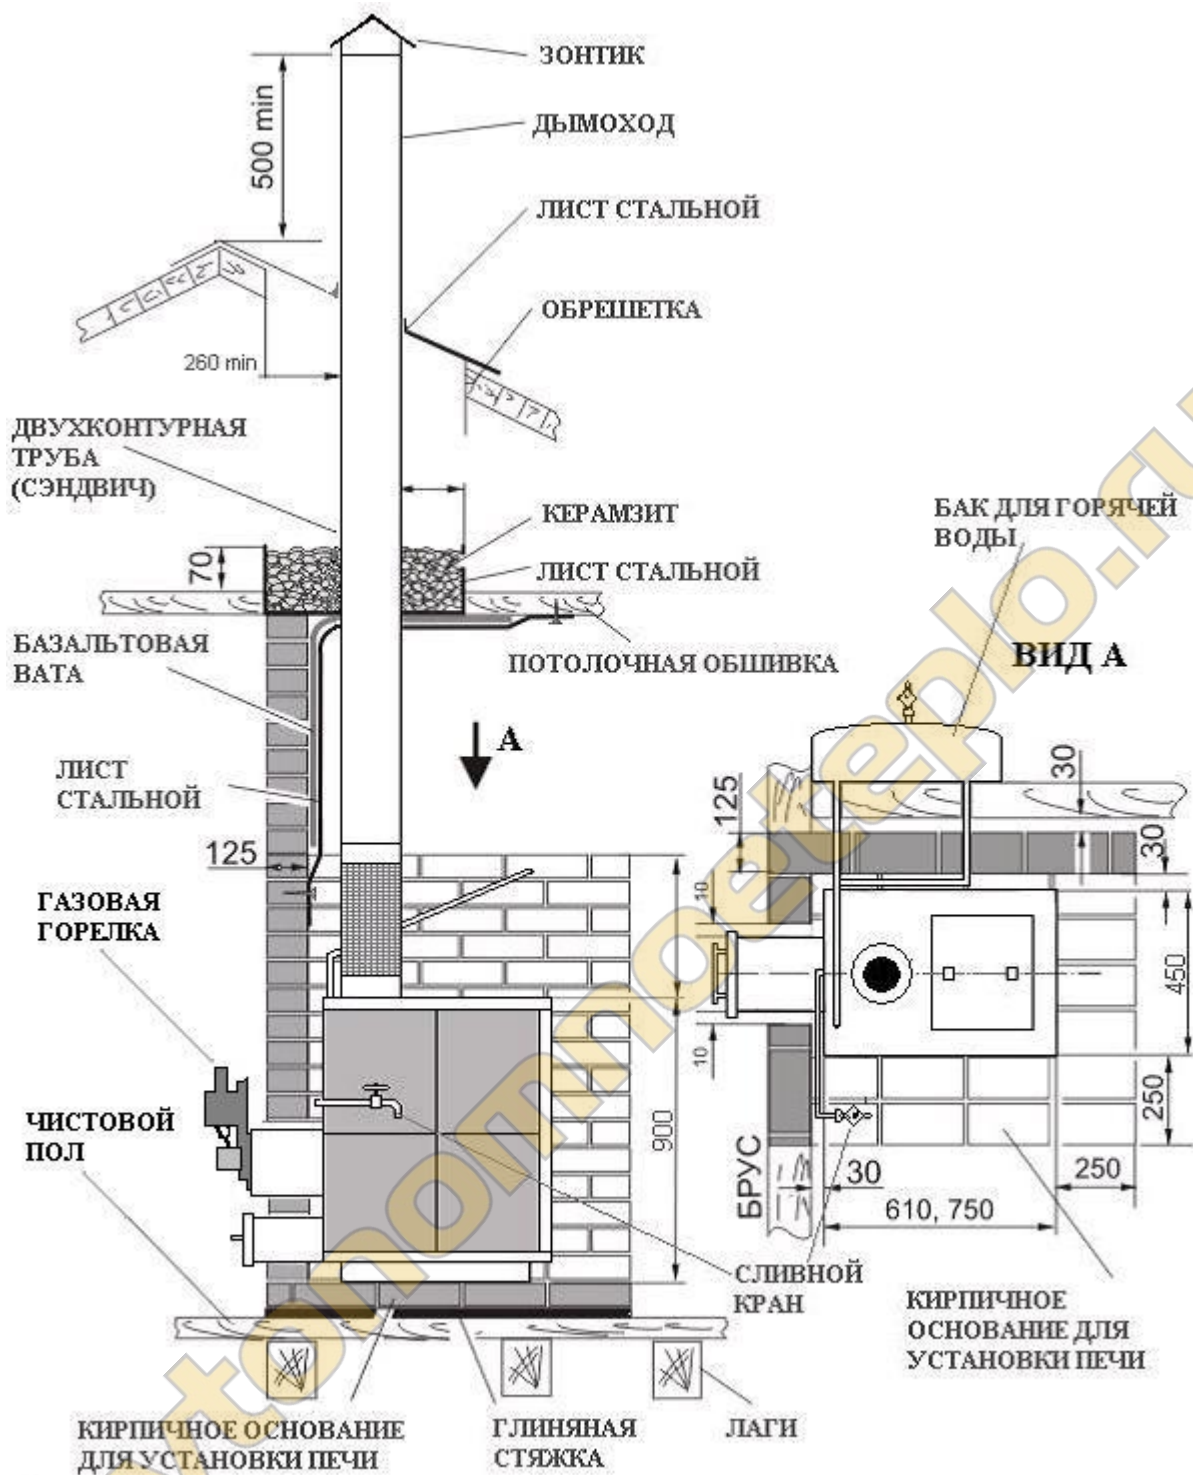 ЗОНТИК
500 min
ДЫМОХОД
ЛИСТ СТАЛЬНОЙ
ОБРЕШЕТКА
260 min
ДВУХКОНТУРНАЯ
ТРУБА
(СЭНДВИЧ)
КЕРАМЗИТ
БАК ДЛЯ ГОРЯЧЕЙ
ВОДЫ
70
ЛИСТ СТАЛЬНОЙ
БАЗАЛЬТОВАЯ
ВАТА
ПОТОЛОЧНАЯ ОБШИВКА
ВИД А
А
ЛИСТ
СТАЛЬНОЙ
125
30
125
30
10
ГАЗОВАЯ
ГОРЕЛКА
450
10
900
250
ЧИСТОВОЙ
ПОЛ
БРУС
30
250
610, 750
СЛИВНОЙ
КРАН
КИРПИЧНОЕ
ОСНОВАНИЕ ДЛЯ
УСТАНОВКИ ПЕЧИ
КИРПИЧНОЕ ОСНОВАНИЕ
ДЛЯ УСТАНОВКИ ПЕЧИ
ГЛИНЯНАЯ
СТЯЖКА
ЛАГИ
avtonomnoeteplo.ru